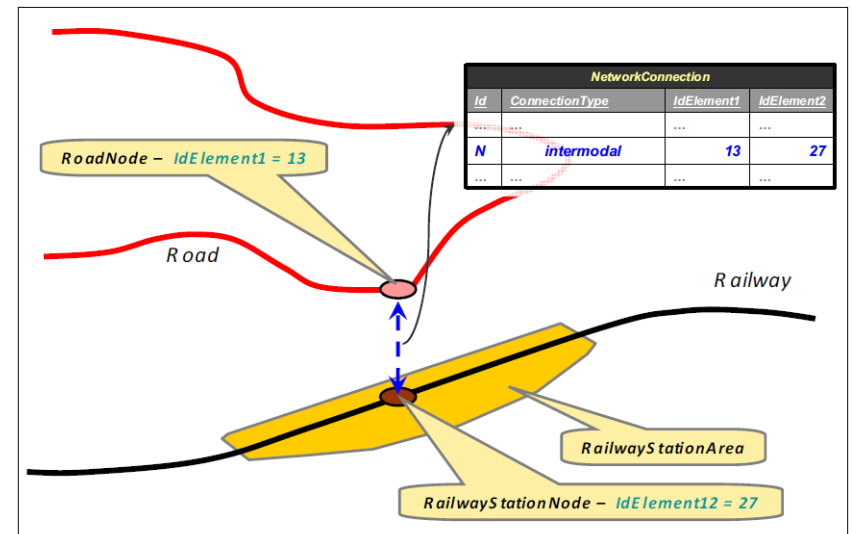 NetworkConnection
Id ConnectionType IdElement1 IdElement2
... ... ... ...
N intermodal 13 27
... ... ... ...
RoadNode – IdElement1 = 13
Road
Railway
RailwayStationArea
RailwayStationNode – IdElement12 = 27